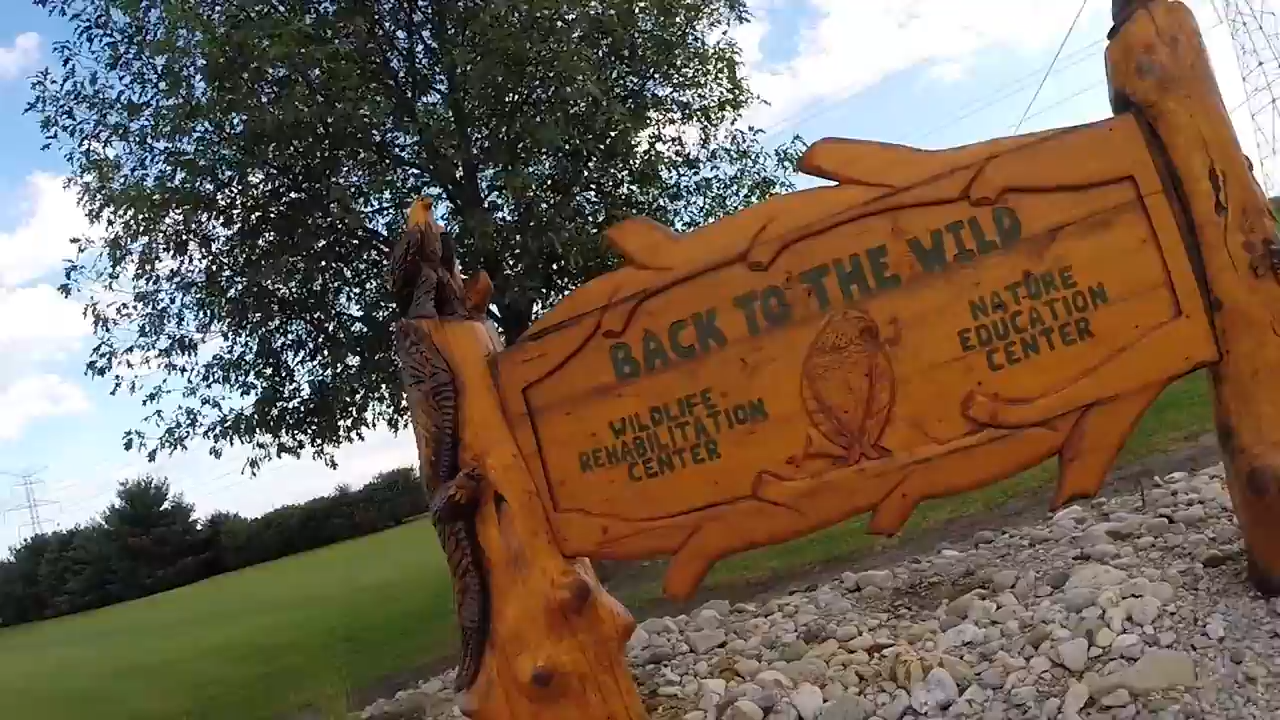 BACK TO THE WILD
WILDLIFE
REHABILITATION
CENTER
NATURE
EDUCATION
CENTER